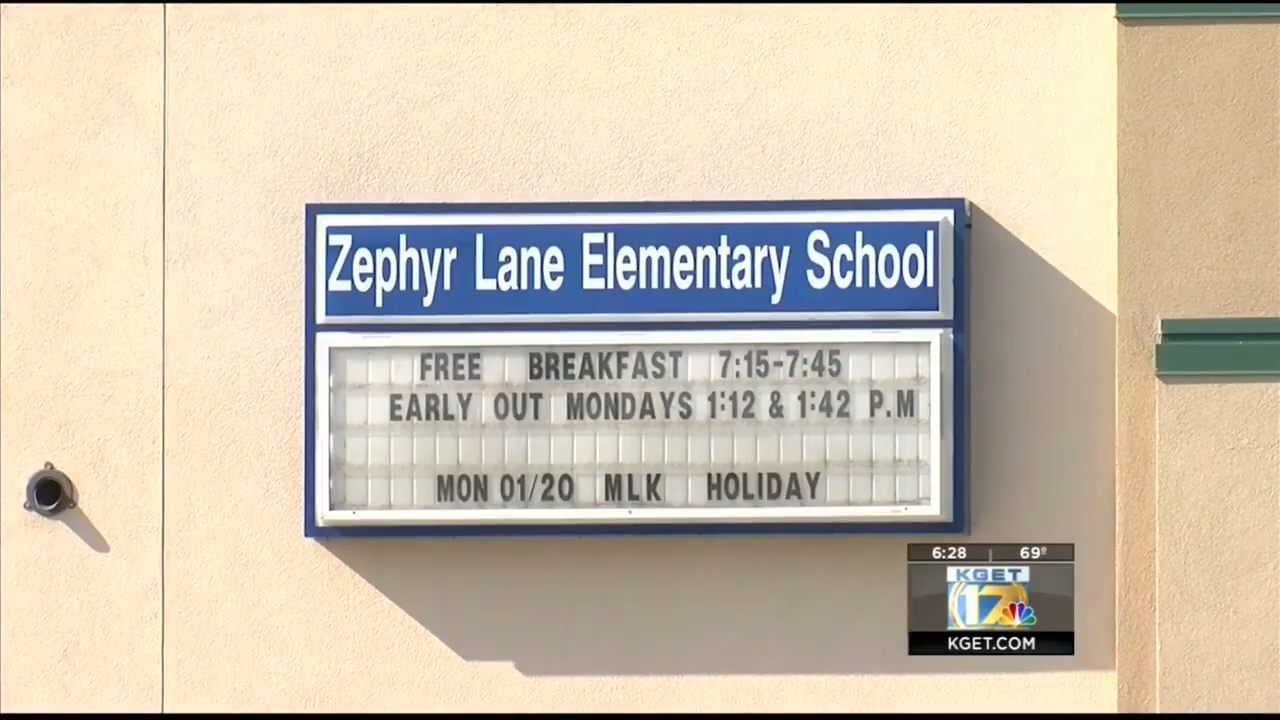 Zephyr Lane Elementary School
FREE BREAKFAST 7:15-7:45
EARLY OUT MONDAYS 1:12 & 1:42 P.M
MON 01/20 MLK HOLIDAY
6:28 | 69°
KGET
17
KGET.COM